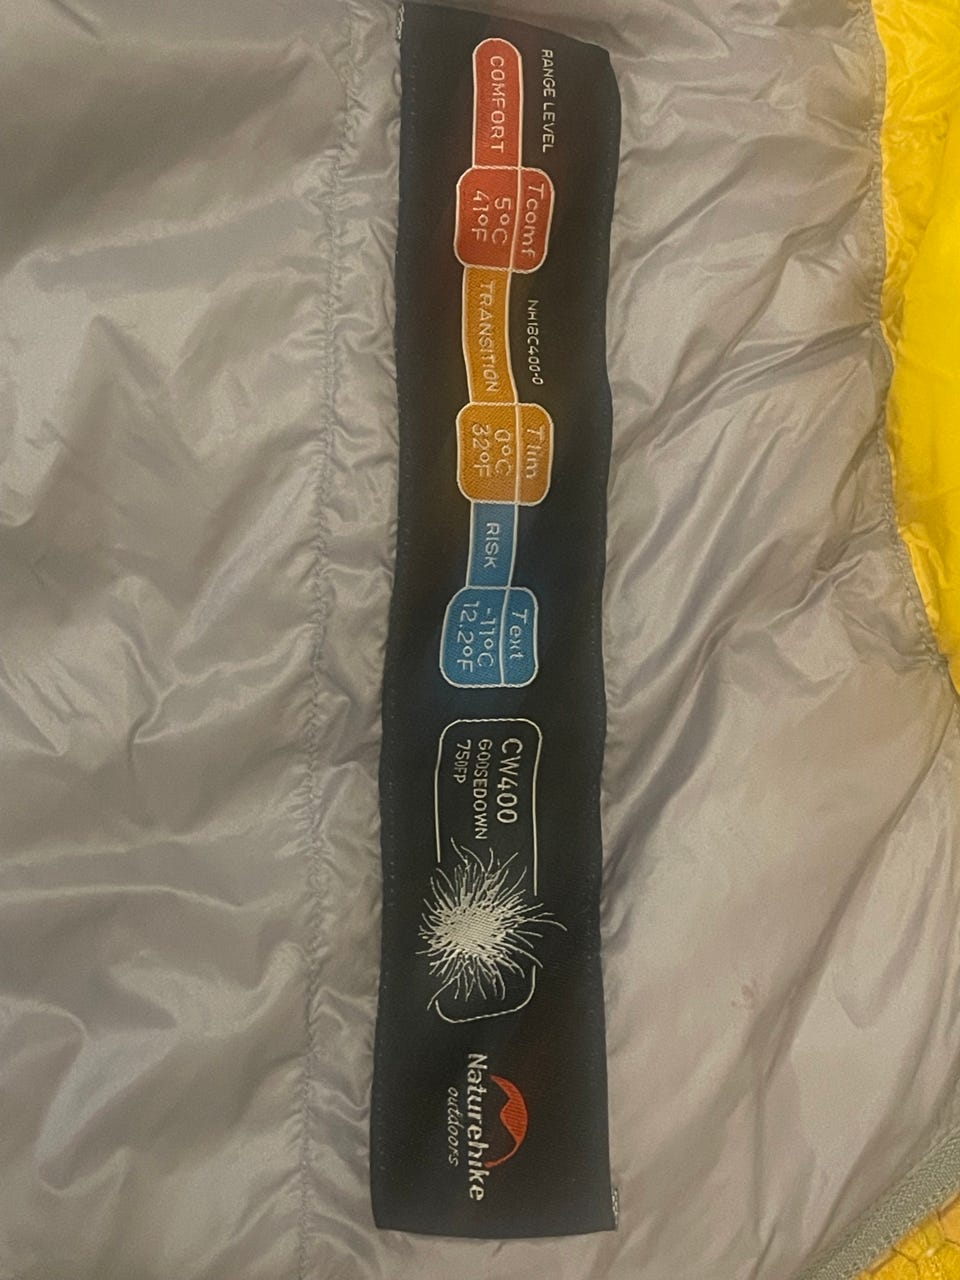 RANGE LEVEL
COMFORT
Tcomf
5°C
41°F
NH18C400-D
TRANSITION
Tlim
0°C
32°F
RISK
Text
-11°C
12.2°F
CW400
GOOSEDOWN
750FP
Naturehike
outdoors